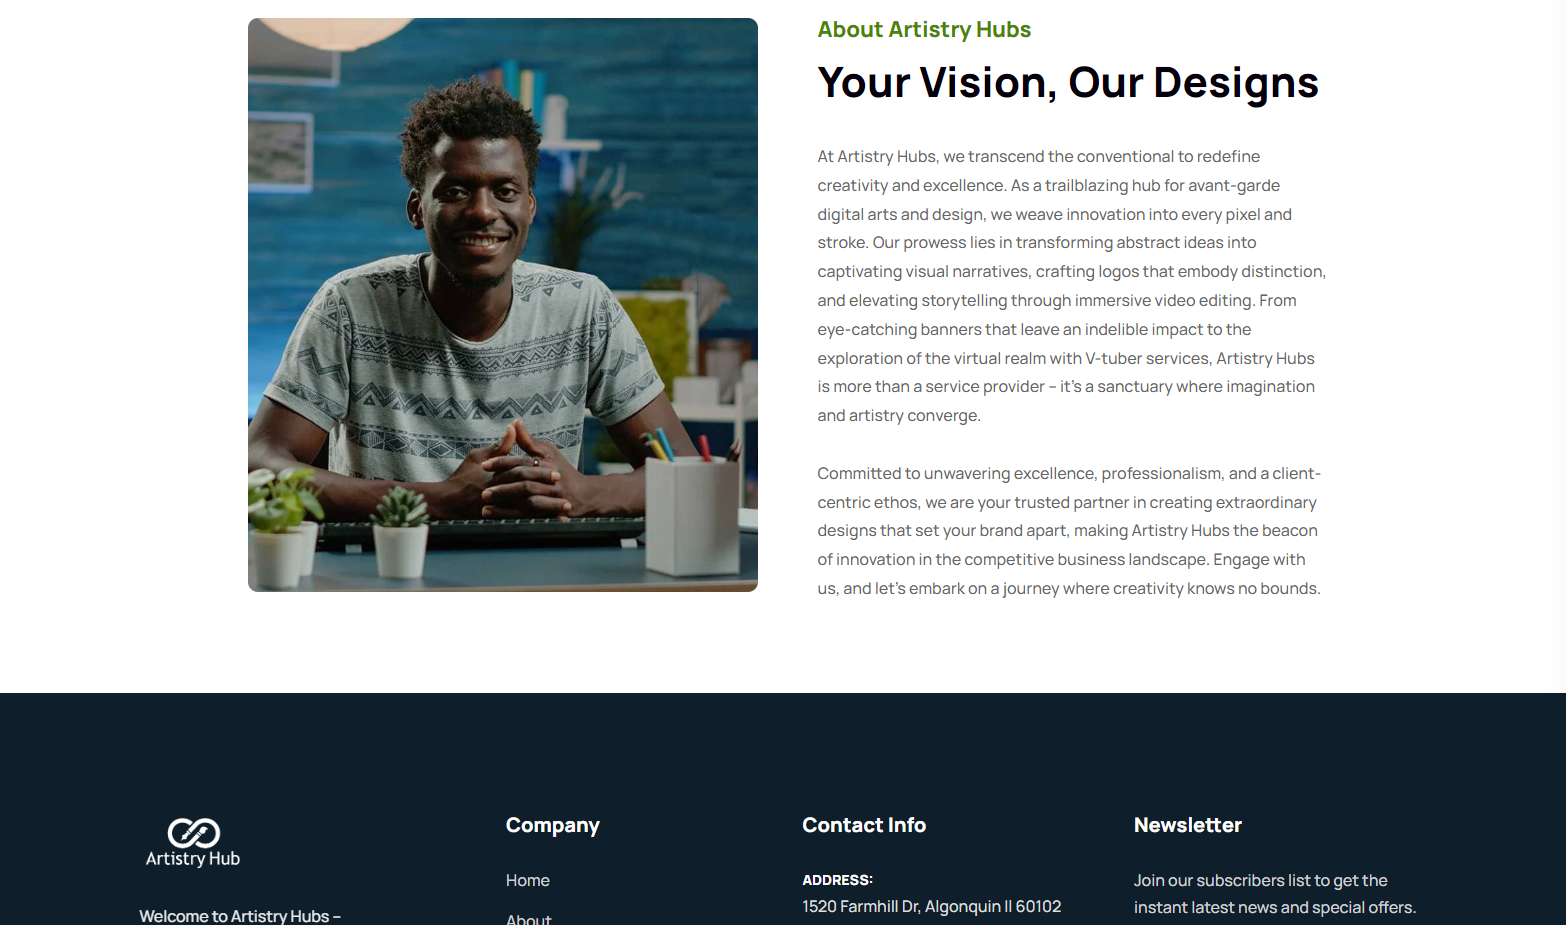 About Artistry Hubs
Your Vision, Our Designs
At Artistry Hubs, we transcend the conventional to redefine
creativity and excellence. As a trailblazing hub for avant-garde
digital arts and design, we weave innovation into every pixel and
stroke. Our prowess lies in transforming abstract ideas into
captivating visual narratives, crafting logos that embody distinction,
and elevating storytelling through immersive video editing. From
eye-catching banners that leave an indelible impact to the
exploration of the virtual realm with V-tuber services, Artistry Hubs
is more than a service provider – it's a sanctuary where imagination
and artistry converge.
Committed to unwavering excellence, professionalism, and a client-
centric ethos, we are your trusted partner in creating extraordinary
designs that set your brand apart, making Artistry Hubs the beacon
of innovation in the competitive business landscape. Engage with
us, and let's embark on a journey where creativity knows no bounds.
Artistry Hub
Welcome to Artistry Hubs –
Company
Home
About
Contact Info
ADDRESS:
1520 Farmhill Dr, Algonquin Il 60102
Newsletter
Join our subscribers list to get the
instant latest news and special offers.